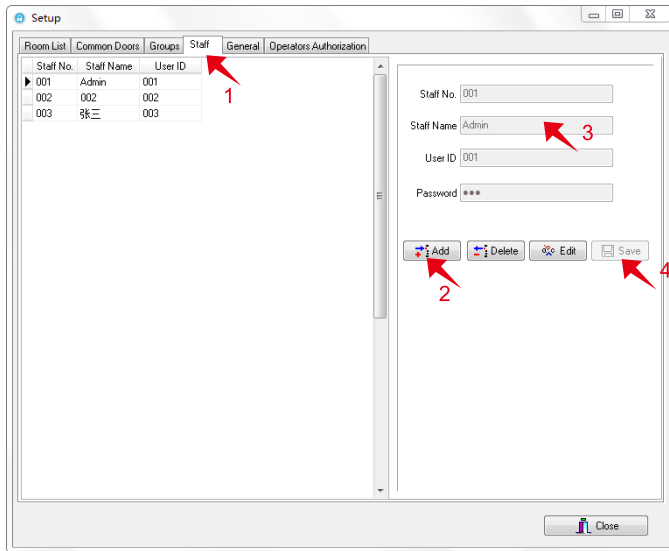 Setup
Room List Common Doors Groups Staff General Operators Authorization
Staff No. Staff Name User ID
001 Admin 001
002 002 002
003 张三 003
1
Staff No. 001
Staff Name Admin
3
User ID 001
Password •••
Add Delete Edit Save
2
4
Close